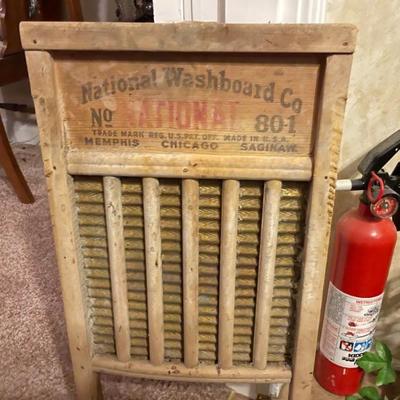 National Washboard Co
No NATIONAL 801
TRADE MARK REG. U.S. PAT. OFF. MADE IN U.S.A.
MEMPHIS CHICAGO SAGINAW.